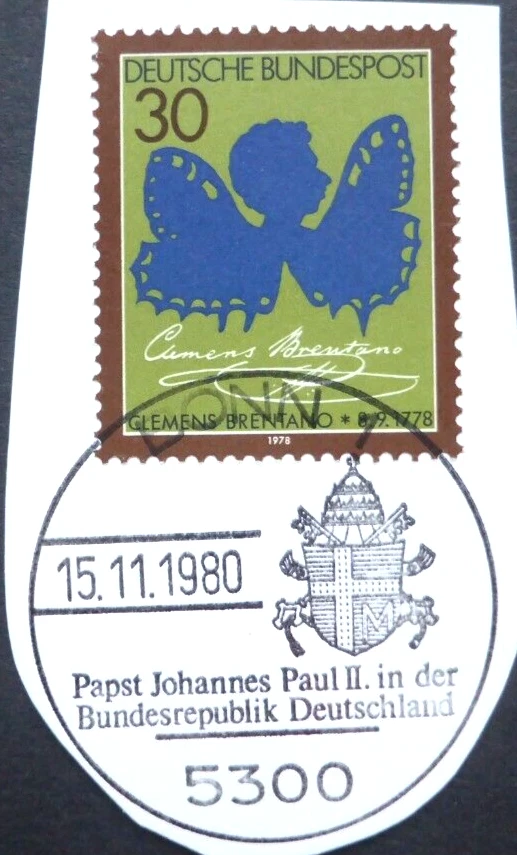 DEUTSCHE BUNDESPOST
30
Clemens Brentano
CLEMENS BRENTANO * 8.9.1778
1978
BONN 1
15.11.1980
M
Papst Johannes Paul II. in der
Bundesrepublik Deutschland
5300